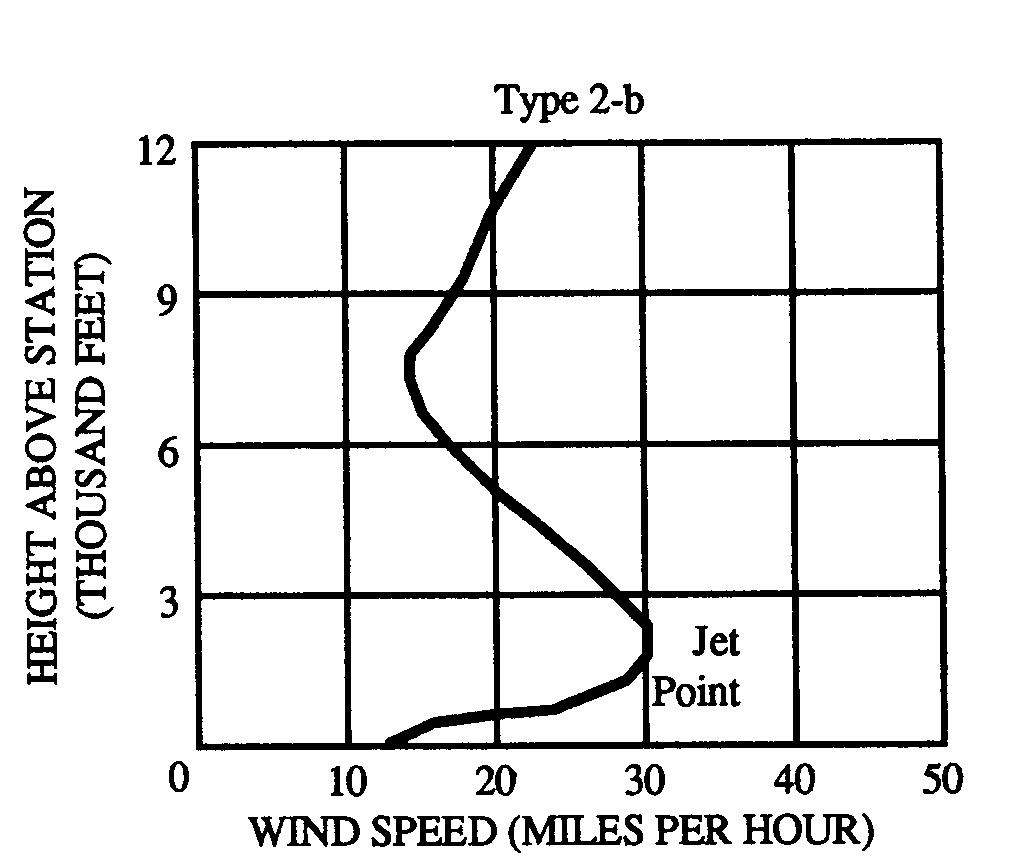 Type 2-b
12
9
6
3
HEIGHT ABOVE STATION
(THOUSAND FEET)
Jet
Point
0 10 20 30 40 50
WIND SPEED (MILES PER HOUR)